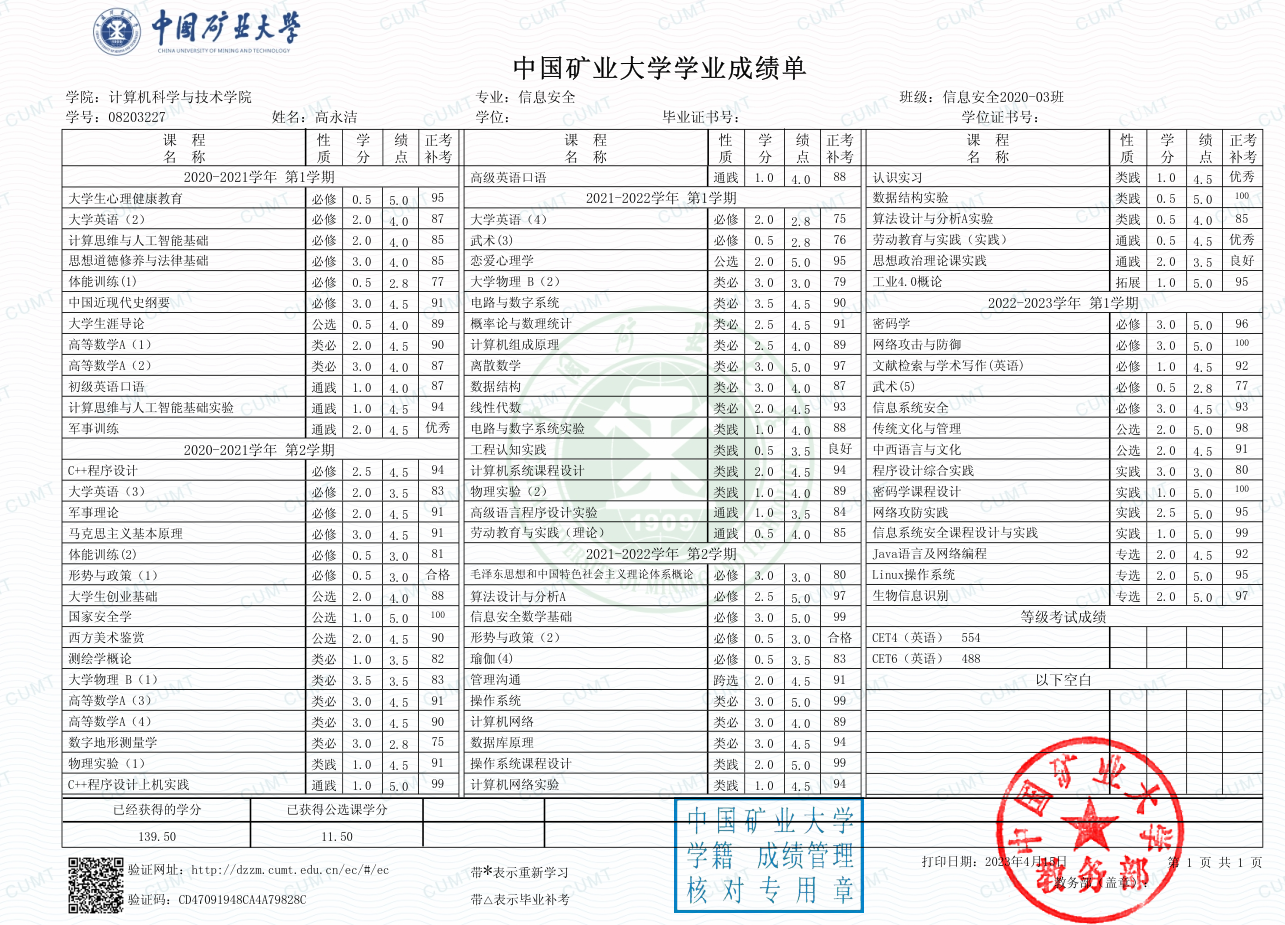 中国矿业大学
CHINA UNIVERSITY OF MINING AND TECHNOLOGY
中国矿业大学学业成绩单
学院：计算机科学与技术学院 专业：信息安全 班级：信息安全2020-03班
学号：08203227 姓名：高永洁 学位： 毕业证书号： 学位证书号：
课程名称 性质 学分 绩点 正考补考
2020-2021学年 第1学期
大学生心理健康教育 必修 0.5 5.0 95
大学英语（2） 必修 2.0 4.0 87
计算思维与人工智能基础 必修 2.0 4.0 85
思想道德修养与法律基础 必修 3.0 4.0 85
体能训练(1) 必修 0.5 2.8 77
中国近现代史纲要 必修 3.0 4.5 91
大学生涯导论 公选 0.5 4.0 89
高等数学A（1） 类必 2.0 4.5 90
高等数学A（2） 类必 3.0 4.0 87
初级英语口语 通践 1.0 4.0 87
计算思维与人工智能基础实验 通践 1.0 4.5 94
军事训练 通践 2.0 4.5 优秀
2020-2021学年 第2学期
C++程序设计 必修 2.5 4.5 94
大学英语（3） 必修 2.0 3.5 83
军事理论 必修 2.0 4.5 91
马克思主义基本原理 必修 3.0 4.5 91
体能训练(2) 必修 0.5 3.0 81
形势与政策（1） 必修 0.5 3.0 合格
大学生创业基础 公选 2.0 4.0 88
国家安全学 公选 1.0 5.0 100
西方美术鉴赏 公选 2.0 4.5 90
测绘学概论 类必 1.0 3.5 82
大学物理 B（1） 类必 3.5 3.5 83
高等数学A（3） 类必 3.0 4.5 91
高等数学A（4） 类必 3.0 4.5 90
数字地形测量学 类必 3.0 2.8 75
物理实验（1） 类践 1.0 4.5 91
C++程序设计上机实践 通践 1.0 5.0 99
课程名称 性质 学分 绩点 正考补考
高级英语口语 通践 1.0 4.0 88
2021-2022学年 第1学期
大学英语（4） 必修 2.0 2.8 75
武术(3) 必修 0.5 2.8 76
恋爱心理学 公选 2.0 5.0 95
大学物理 B（2） 类必 3.0 3.0 79
电路与数字系统 类必 3.5 4.5 90
概率论与数理统计 类必 2.5 4.5 91
计算机组成原理 类必 2.5 4.0 89
离散数学 类必 3.0 5.0 97
数据结构 类必 3.0 4.0 87
线性代数 类必 2.0 4.5 93
电路与数字系统实验 类践 1.0 4.0 88
工程认知实践 类践 0.5 3.5 良好
计算机系统课程设计 类践 2.0 4.5 94
物理实验（2） 类践 1.0 4.0 89
高级语言程序设计实验 通践 1.0 3.5 84
劳动教育与实践（理论） 通践 0.5 4.0 85
2021-2022学年 第2学期
毛泽东思想和中国特色社会主义理论体系概论 必修 3.0 3.0 80
算法设计与分析A 必修 2.5 5.0 97
信息安全数学基础 必修 3.0 5.0 99
形势与政策（2） 必修 0.5 3.0 合格
瑜伽(4) 必修 0.5 3.5 83
管理沟通 跨选 2.0 4.5 91
操作系统 类必 3.0 5.0 99
计算机网络 类必 3.0 4.0 89
数据库原理 类必 3.0 4.5 94
操作系统课程设计 类践 2.0 5.0 99
计算机网络实验 类践 1.0 4.5 94
课程名称 性质 学分 绩点 正考补考
认识实习 类践 1.0 4.5 优秀
数据结构实验 类践 0.5 5.0 100
算法设计与分析A实验 类践 0.5 4.0 85
劳动教育与实践（实践） 通践 0.5 4.5 优秀
思想政治理论课实践 通践 2.0 3.5 良好
工业4.0概论 拓展 1.0 5.0 95
2022-2023学年 第1学期
密码学 必修 3.0 5.0 96
网络攻击与防御 必修 3.0 5.0 100
文献检索与学术写作(英语) 必修 1.0 4.5 92
武术(5) 必修 0.5 2.8 77
信息系统安全 必修 3.0 4.5 93
传统文化与管理 公选 2.0 5.0 98
中西语言与文化 公选 2.0 4.5 91
程序设计综合实践 实践 3.0 3.0 80
密码学课程设计 实践 1.0 5.0 100
网络攻防实践 实践 2.5 5.0 95
信息系统安全课程设计与实践 实践 1.0 5.0 99
Java语言及网络编程 专选 2.0 4.5 92
Linux操作系统 专选 2.0 5.0 95
生物信息识别 专选 2.0 5.0 97
等级考试成绩
CET4（英语） 554
CET6（英语） 488
以下空白
已经获得的学分 已获得公选课学分
139.50 11.50
验证网址：http://dzzm.cumt.edu.cn/ec/#/ec
验证码：CD47091948CA4A79828C
带*表示重新学习
带△表示毕业补考
中国矿业大学
学籍 成绩管理
核对专用章
打印日期：2023年4月15日 第 1 页 共 1 页
教务部（盖章）：
中国矿业大学
教务部
1909
CUMT